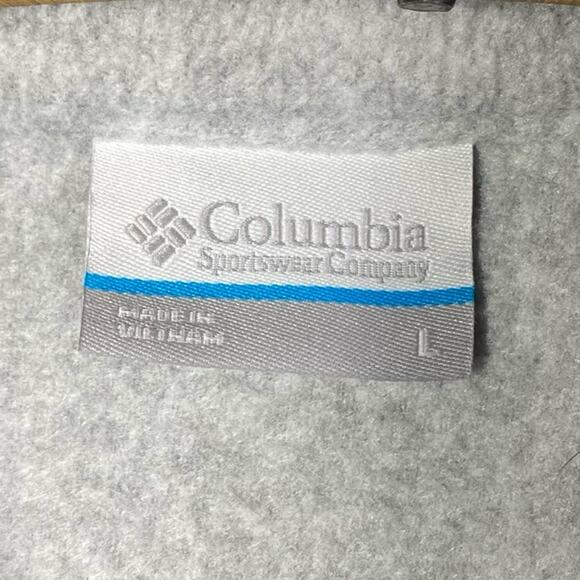 Columbia
Sportswear Company
MADE IN
VIETNAM
L